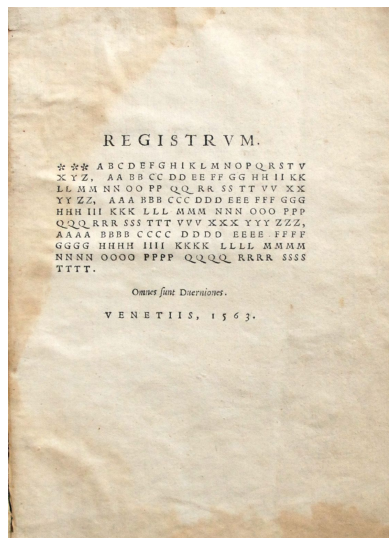 REGISTRVM.
* ** A B C D E F G H I K L M N O P Q R S T V
X Y Z, AA BB CC DD EE FF GG HH II KK
LL MM NN OO PP QQ RR SS TT VV XX
YY ZZ, AAA BBB CCC DDD EEE FFF GGG
HHH III KKK LLL MMM NNN OOO PPP
QQQ RRR SSS TTT VVV XXX YYY ZZZ,
AAAA BBBB CCCC DDDD EEEE FFFF
GGGG HHHH IIII KKKK LLLL MMMM
NNNN OOOO PPPP QQQQ RRRR SSSS
TTTT.
Omnes ſunt Duerniones.
VENETIIS, 1563.